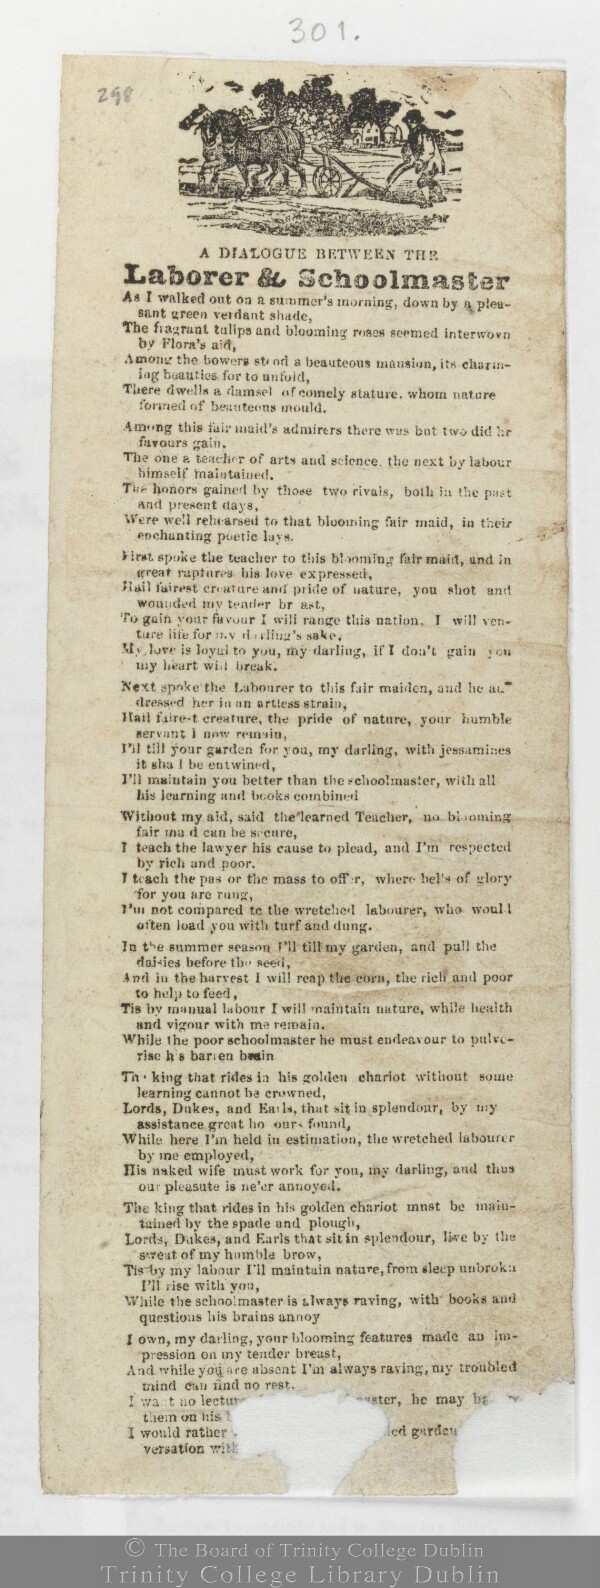 301.
298
A DIALOGUE BETWEEN THE
Laborer & Schoolmaster
As I walked out on a summer's morning, down by a plea-
sant green verdant shade,
The fragrant tulips and blooming roses seemed interwovn
by Flora's aid,
Among the bowers stood a beauteous mansion, its charm-
ing beauties for to unfold,
There dwells a damsel of comely stature, whom nature
formed of beauteous mould.
Among this fair maid's admirers there was but two did her
favours gain,
The one a teacher of arts and science, the next by labour
himself maintained.
The honors gained by those two rivals, both in the past
and present days,
Were well rehearsed to that blooming fair maid, in their
enchanting poetic lays.
First spoke the teacher to this blooming fair maid, and in
great raptures his love expressed,
Hail fairest creature and pride of nature, you shot and
wounded my tender br ast,
To gain your favour I will range this nation, I will ven-
ture life for my darling's sake,
My love is loyal to you, my darling, if I don't gain you
my heart will break.
Next spoke the Labourer to this fair maiden, and he ad-
dressed her in an artless strain,
Hail fairest creature, the pride of nature, your humble
servant I now remain,
I'll till your garden for you, my darling, with jessamines
it sha l be entwined,
I'll maintain you better than the schoolmaster, with all
his learning and books combined
Without my aid, said the learned Teacher, no blooming
fair ma d can be secure,
I teach the lawyer his cause to plead, and I'm respected
by rich and poor.
I teach the pas or the mass to offer, where bel's of glory
for you are rung,
I'm not compared to the wretched labourer, who would
often load you with turf and dung.
In the summer season I'll till my garden, and pull the
daisies before the seed,
And in the harvest I will reap the corn, the rich and poor
to help to feed,
Tis by manual labour I will maintain nature, while health
and vigour with me remain.
While the poor schoolmaster he must endeavour to pulve-
rise h s barren brain
The king that rides in his golden chariot without some
learning cannot be crowned,
Lords, Dukes, and Earls, that sit in splendour, by my
assistance great ho ours found,
While here I'm held in estimation, the wretched labourer
by me employed,
His naked wife must work for you, my darling, and thus
our pleasute is ne'er annoyed.
The king that rides in his golden chariot mnst be main-
tained by the spade and plough,
Lords, Dukes, and Earls that sit in splendour, live by the
sweat of my humble brow,
Tis by my labour I'll maintain nature, from sleep unbroken
I'll rise with you,
While the schoolmaster is always raving, with books and
questions his brains annoy
I own, my darling, your blooming features made an im-
pression on my tender breast,
And while you are absent I'm always raving, my troubled
mind can find no rest.
I want no lectur aster, he may
them on his
I would rather led garden
versation with
© The Board of Trinity College Dublin
Trinity College Library Dublin